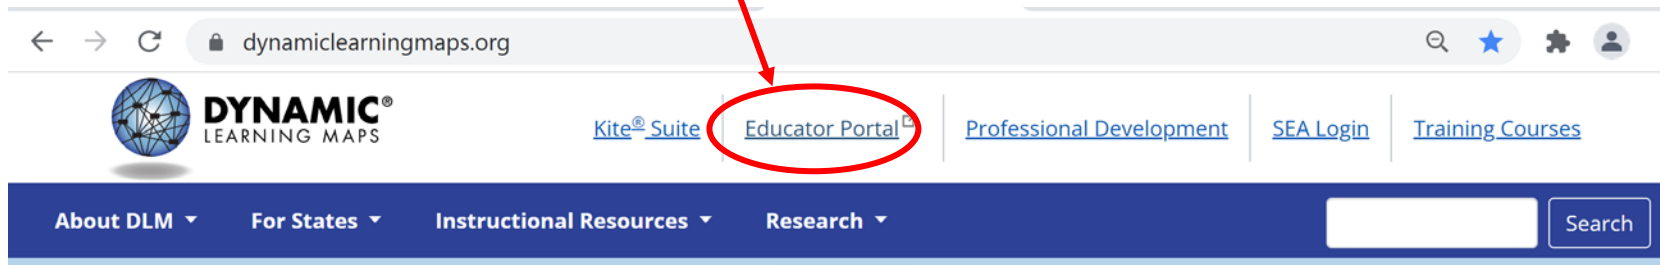 dynamiclearningmaps.org
DYNAMIC®
LEARNING MAPS
Kite® Suite
Educator Portal
Professional Development
SEA Login
Training Courses
About DLM
For States
Instructional Resources
Research
Search